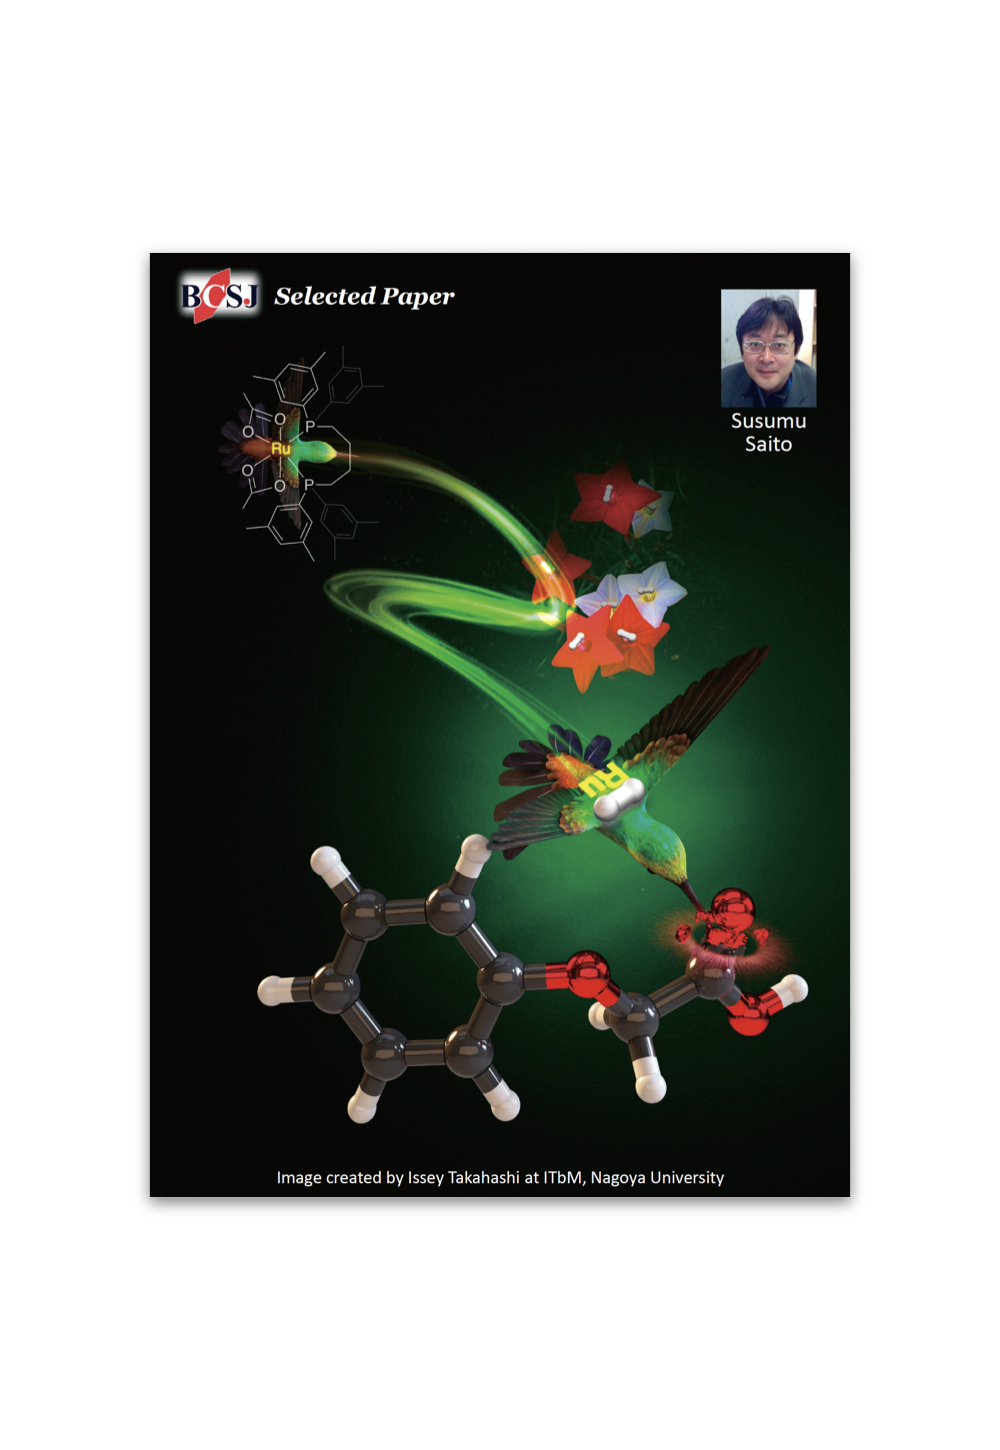 BCSJ Selected Paper
Susumu
Saito
P
O
O
Ru
O
O
P
Ru
Image created by Issey Takahashi at ITbM, Nagoya University